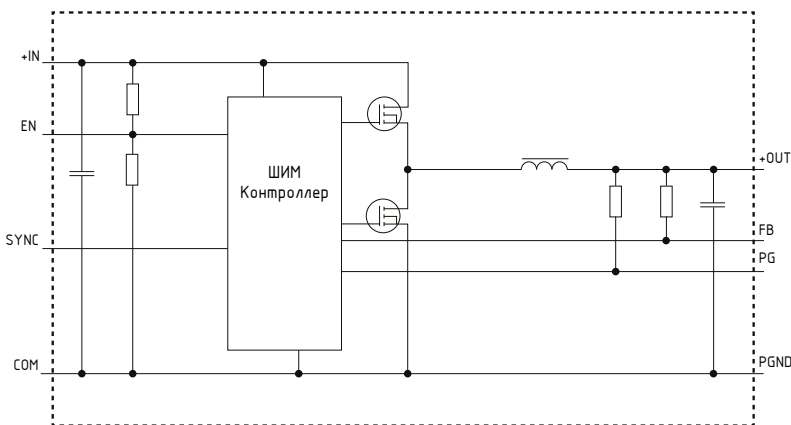 +IN
EN
ШИМ
Контроллер
+OUT
SYNC
FB
PG
COM
PGND